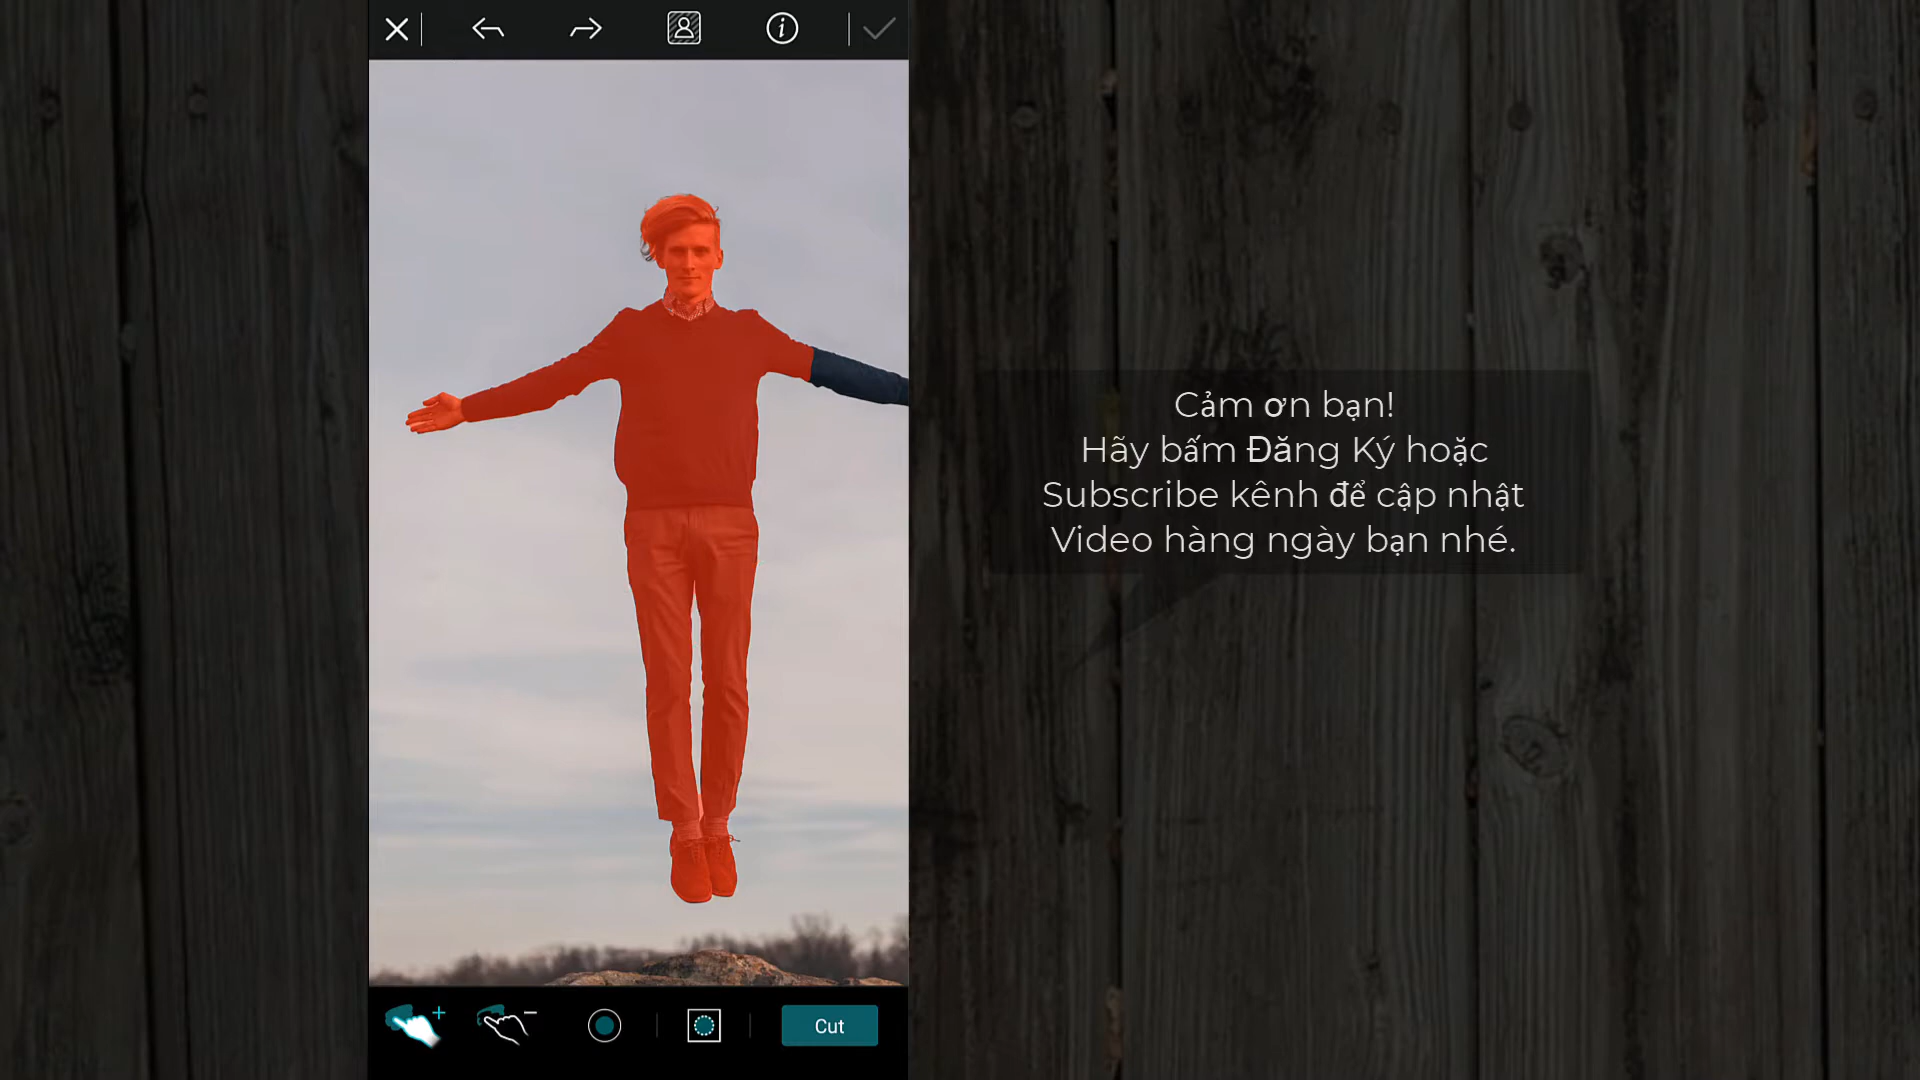 Cảm ơn bạn!
Hãy bấm Đăng Ký hoặc
Subscribe kênh để cập nhật
Video hàng ngày bạn nhé.
Cut